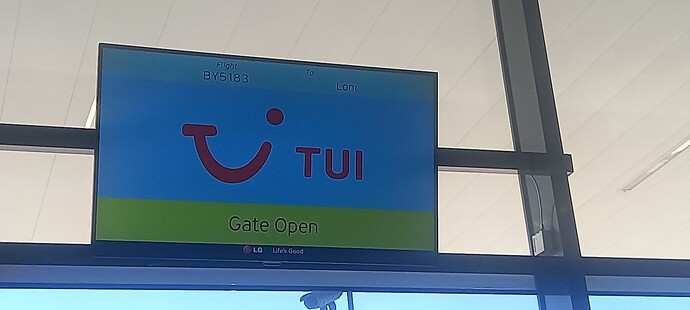 Flight To
BY5183 Lon
TUI
Gate Open
LG Life's Good